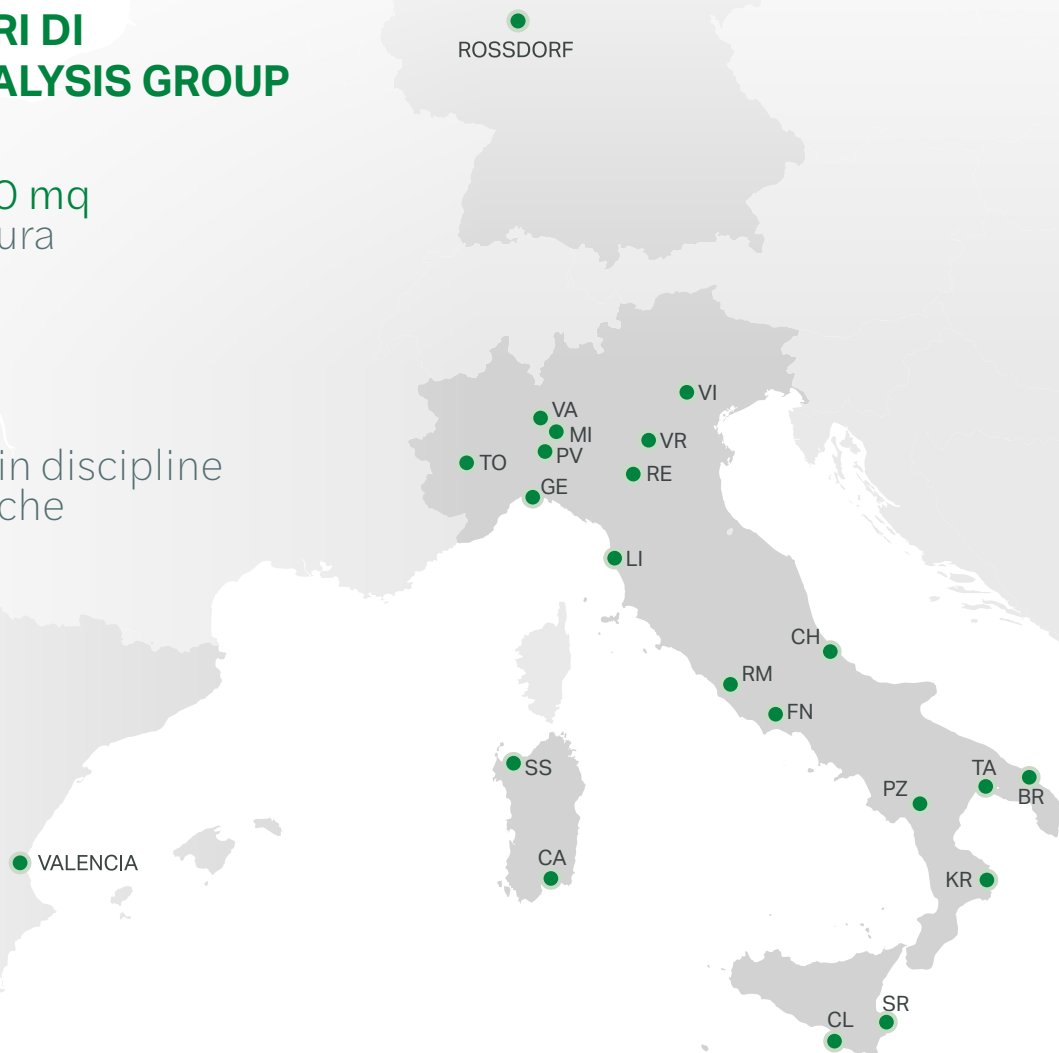 RI DI
ALYSIS GROUP
0 mq
ura
in discipline
che
ROSSDORF
VI
VA
MI
VR
PV
TO
RE
GE
LI
CH
RM
FN
SS
TA
PZ
BR
CA
VALENCIA
KR
SR
CL